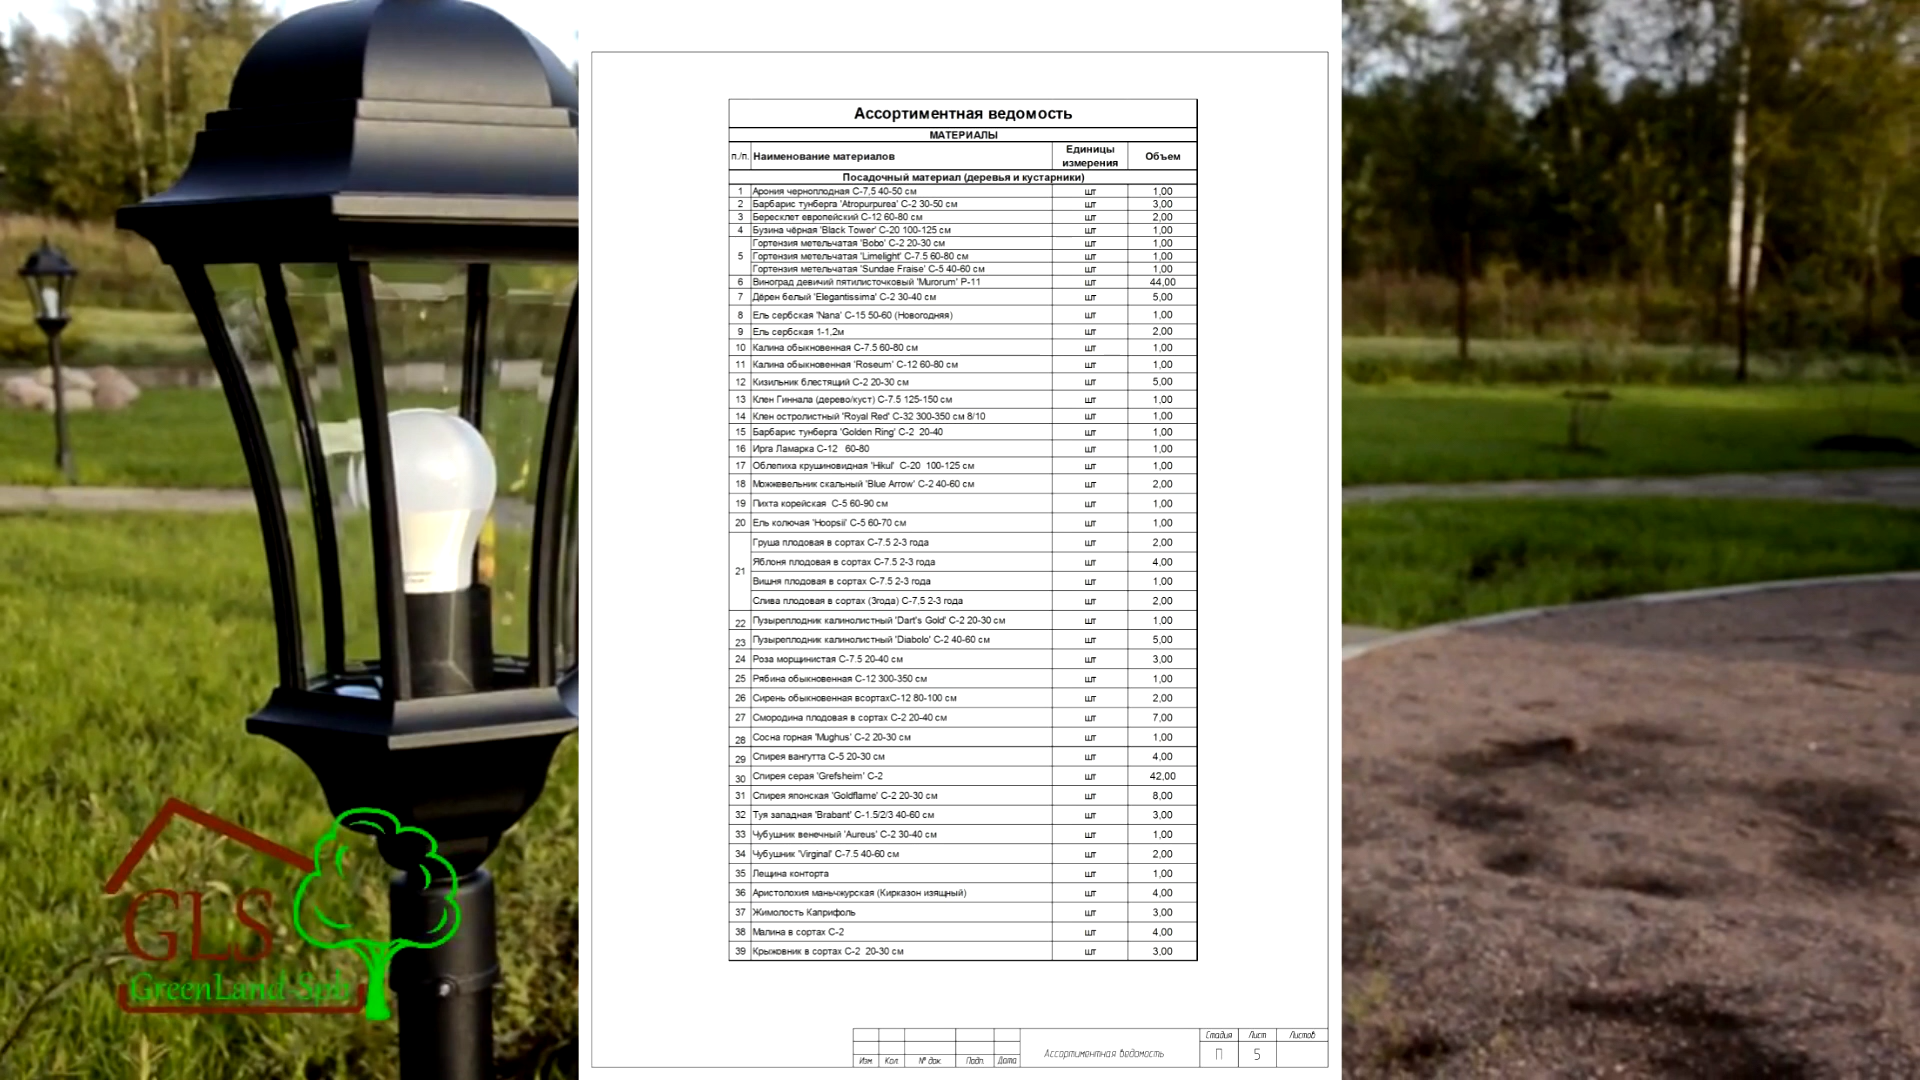 Ассортиментная ведомость
МАТЕРИАЛЫ
п./п. Наименование материалов Единицы измерения Объем
Посадочный материал (деревья и кустарники)
1 Арония черноплодная С-7,5 40-50 см шт 1,00
2 Барбарис тунберга 'Atropurpurea' С-2 30-50 см шт 3,00
3 Бересклет европейский С-12 60-80 см шт 2,00
4 Бузина чёрная 'Black Tower' С-20 100-125 см шт 1,00
5 Гортензия метельчатая 'Bobo' С-2 20-30 см шт 1,00
Гортензия метельчатая 'Limelight' С-7.5 60-80 см шт 1,00
Гортензия метельчатая 'Sundae Fraise' С-5 40-60 см шт 1,00
6 Виноград девичий пятилисточковый 'Murorum' Р-11 шт 44,00
7 Дёрен белый 'Elegantissima' С-2 30-40 см шт 5,00
8 Ель сербская 'Nana' С-15 50-60 (Новогодняя) шт 1,00
9 Ель сербская 1-1,2м шт 2,00
10 Калина обыкновенная С-7.5 60-80 см шт 1,00
11 Калина обыкновенная 'Roseum' С-12 60-80 см шт 1,00
12 Кизильник блестящий С-2 20-30 см шт 5,00
13 Клен Гиннала (дерево/куст) С-7.5 125-150 см шт 1,00
14 Клен остролистный 'Royal Red' С-32 300-350 см 8/10 шт 1,00
15 Барбарис тунберга 'Golden Ring' С-2 20-40 шт 1,00
16 Ирга Ламарка С-12 60-80 шт 1,00
17 Облепиха крушиновидная 'Hikul' С-20 100-125 см шт 1,00
18 Можжевельник скальный 'Blue Arrow' С-2 40-60 см шт 2,00
19 Пихта корейская С-5 60-90 см шт 1,00
20 Ель колючая 'Hoopsii' С-5 60-70 см шт 1,00
21 Груша плодовая в сортах С-7.5 2-3 года шт 2,00
Яблоня плодовая в сортах С-7.5 2-3 года шт 4,00
Вишня плодовая в сортах С-7.5 2-3 года шт 1,00
Слива плодовая в сортах (3года) С-7,5 2-3 года шт 2,00
22 Пузыреплодник калинолистный 'Dart's Gold' С-2 20-30 см шт 1,00
23 Пузыреплодник калинолистный 'Diabolo' С-2 40-60 см шт 5,00
24 Роза морщинистая С-7.5 20-40 см шт 3,00
25 Рябина обыкновенная С-12 300-350 см шт 1,00
26 Сирень обыкновенная всортахС-12 80-100 см шт 2,00
27 Смородина плодовая в сортах С-2 20-40 см шт 7,00
28 Сосна горная 'Mughus' С-2 20-30 см шт 1,00
29 Спирея вангутта С-5 20-30 см шт 4,00
30 Спирея серая 'Grefsheim' С-2 шт 42,00
31 Спирея японская 'Goldflame' С-2 20-30 см шт 8,00
32 Туя западная 'Brabant' С-1.5/2/3 40-60 см шт 3,00
33 Чубушник венечный 'Aureus' С-2 30-40 см шт 1,00
34 Чубушник 'Virginal' С-7.5 40-60 см шт 2,00
35 Лещина конторта шт 1,00
36 Аристолохия маньчжурская (Кирказон изящный) шт 4,00
37 Жимолость Каприфоль шт 3,00
38 Малина в сортах С-2 шт 4,00
39 Крыжовник в сортах С-2 20-30 см шт 3,00
Изм. Кол. № док. Подп. Дата
Ассортиментная ведомость
Стадия Лист Листов
П 5
GLS
GreenLand-Spb